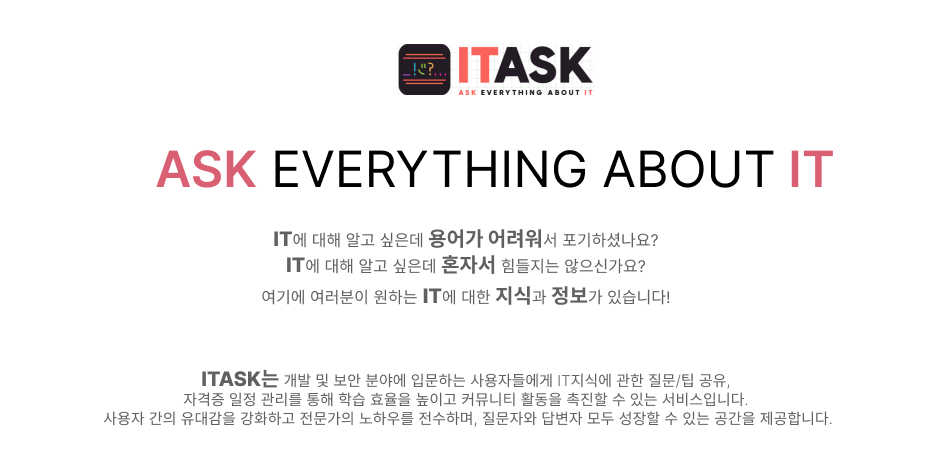 _!é"?...
ITASK
ASK EVERYTHING ABOUT IT
ASK EVERYTHING ABOUT IT
IT에 대해 알고 싶은데 용어가 어려워서 포기하셨나요?
IT에 대해 알고 싶은데 혼자서 힘들지는 않으신가요?
여기에 여러분이 원하는 IT에 대한 지식과 정보가 있습니다!
ITASK는 개발 및 보안 분야에 입문하는 사용자들에게 IT지식에 관한 질문/팁 공유,
자격증 일정 관리를 통해 학습 효율을 높이고 커뮤니티 활동을 촉진할 수 있는 서비스입니다.
사용자 간의 유대감을 강화하고 전문가의 노하우를 전수하며, 질문자와 답변자 모두 성장할 수 있는 공간을 제공합니다.